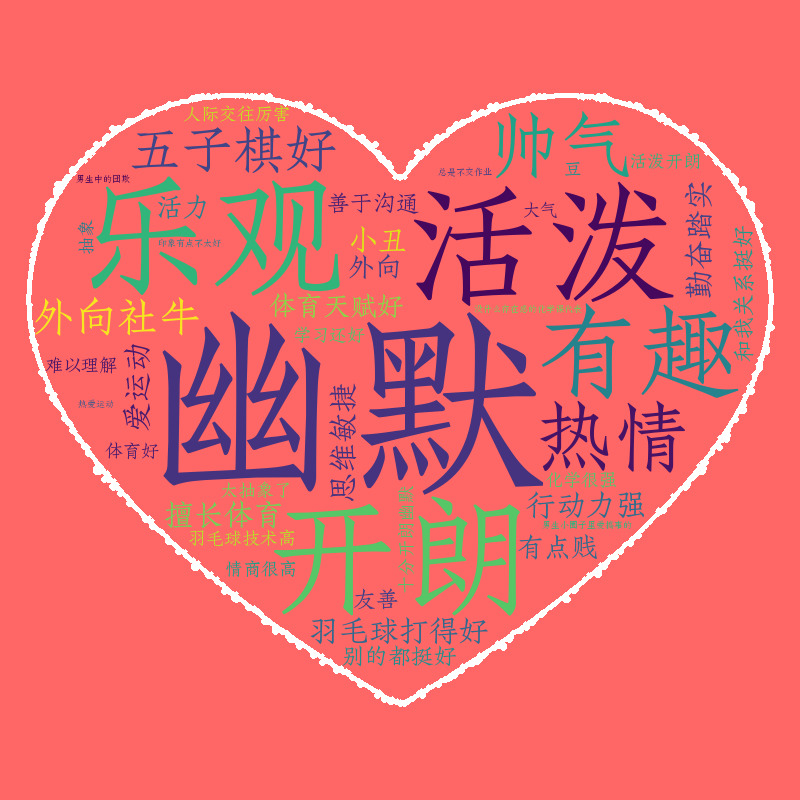 人际交往厉害
五子棋好
帅气
豆
活泼开朗
总是不交作业
男生中的团欺
乐观
活力
善于沟通
活泼
大气
勤奋踏实
抽象
印象有点不太好
小丑
外向
和我关系挺好
体育天赋好
外向社牛
学习还好
幽默
有趣
难以理解
爱运动
热爱运动
思维敏捷
热情
体育好
太抽象了
化学很好
擅长体育
行动力强
羽毛球技术高
开朗
有点贱
情商很高
友善
羽毛球打得好
别的都挺好